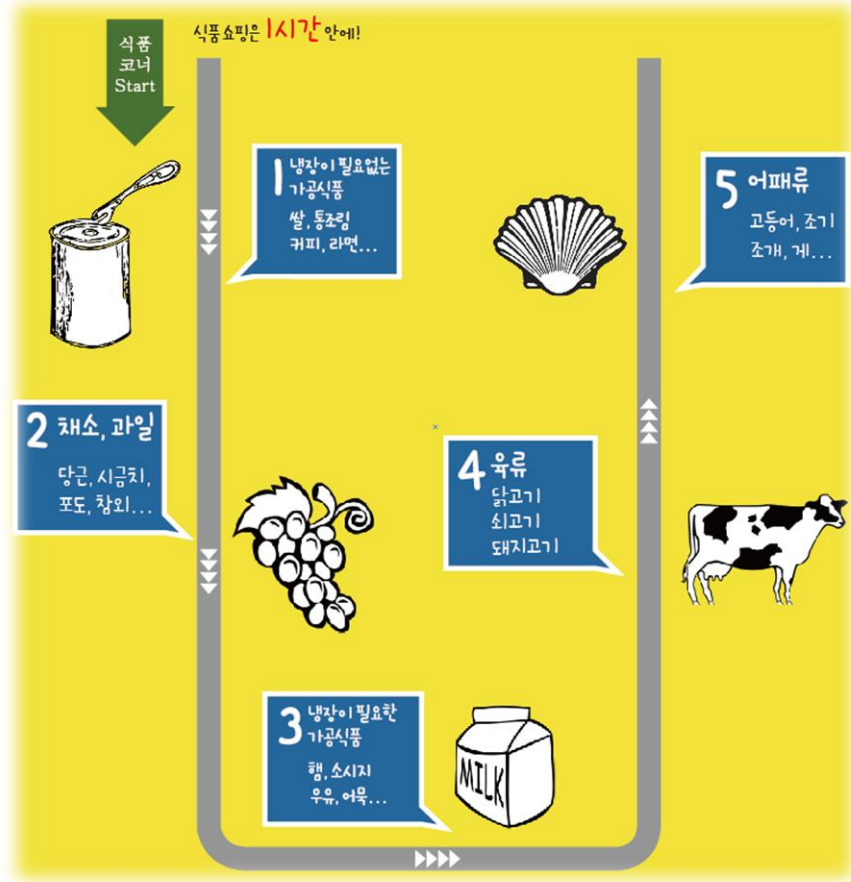 식품
코너
Start
식품쇼핑은 1시간 안에!
1 냉장이 필요없는
가공식품
쌀, 통조림
커피, 라면...
2 채소, 과일
당근, 시금치,
포도, 참외...
3 냉장이 필요한
가공식품
햄, 소시지
우유, 어묵...
MILK
4 육류
닭고기
쇠고기
돼지고기
5 어패류
고등어, 조기
조개, 게...